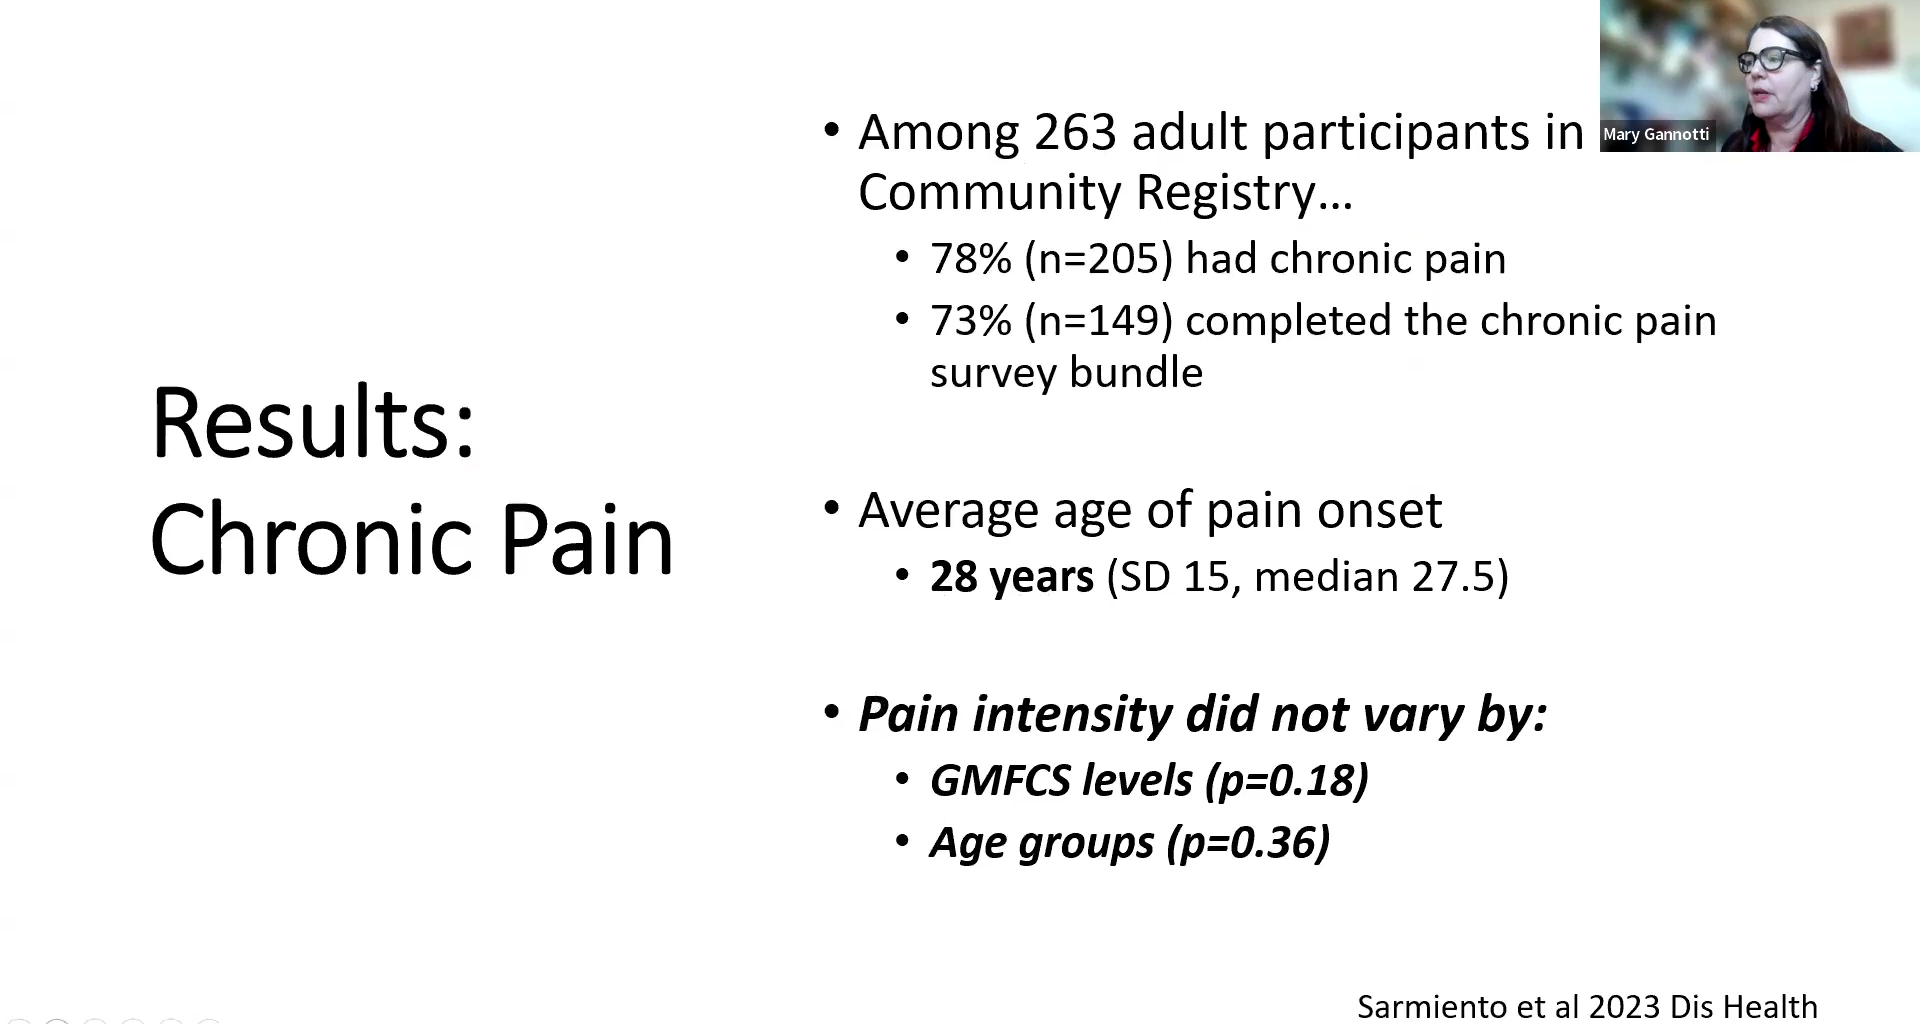 Results:
Chronic Pain
• Among 263 adult participants in
Community Registry...
• 78% (n=205) had chronic pain
• 73% (n=149) completed the chronic pain
survey bundle
• Average age of pain onset
• 28 years (SD 15, median 27.5)
• Pain intensity did not vary by:
• GMFCS levels (p=0.18)
• Age groups (p=0.36)
Sarmiento et al 2023 Dis Health
Mary Gannotti